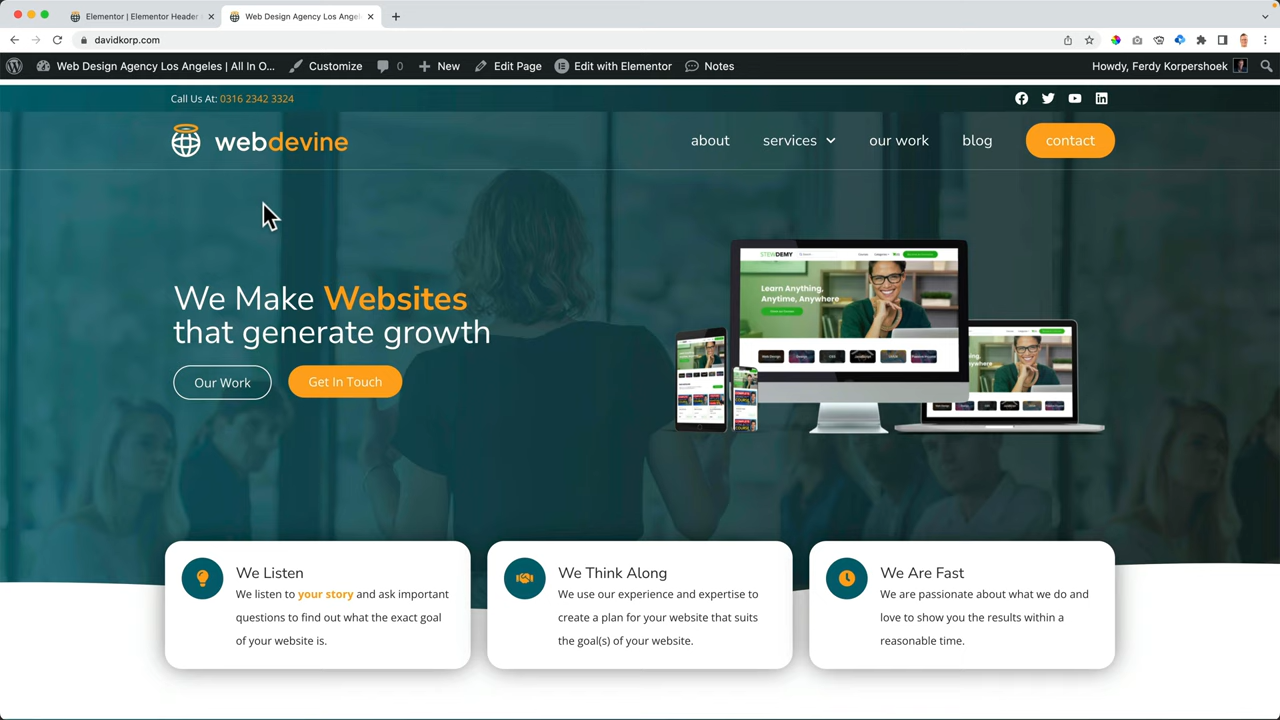 Elementor | Elementor Header
Web Design Agency Los Angel
davidkorp.com
Web Design Agency Los Angeles | All In O...
Customize
0
New
Edit Page
Edit with Elementor
Notes
Howdy, Ferdy Korpershoek
Call Us At: 0316 2342 3324
webdevine
about
services
our work
blog
contact
STEWDEMY
Learn Anything,
Anytime, Anywhere
We Make Websites
that generate growth
Our Work
Get In Touch
We Listen
We listen to your story and ask important
questions to find out what the exact goal
of your website is.
We Think Along
We use our experience and expertise to
create a plan for your website that suits
the goal(s) of your website.
We Are Fast
We are passionate about what we do and
love to show you the results within a
reasonable time.